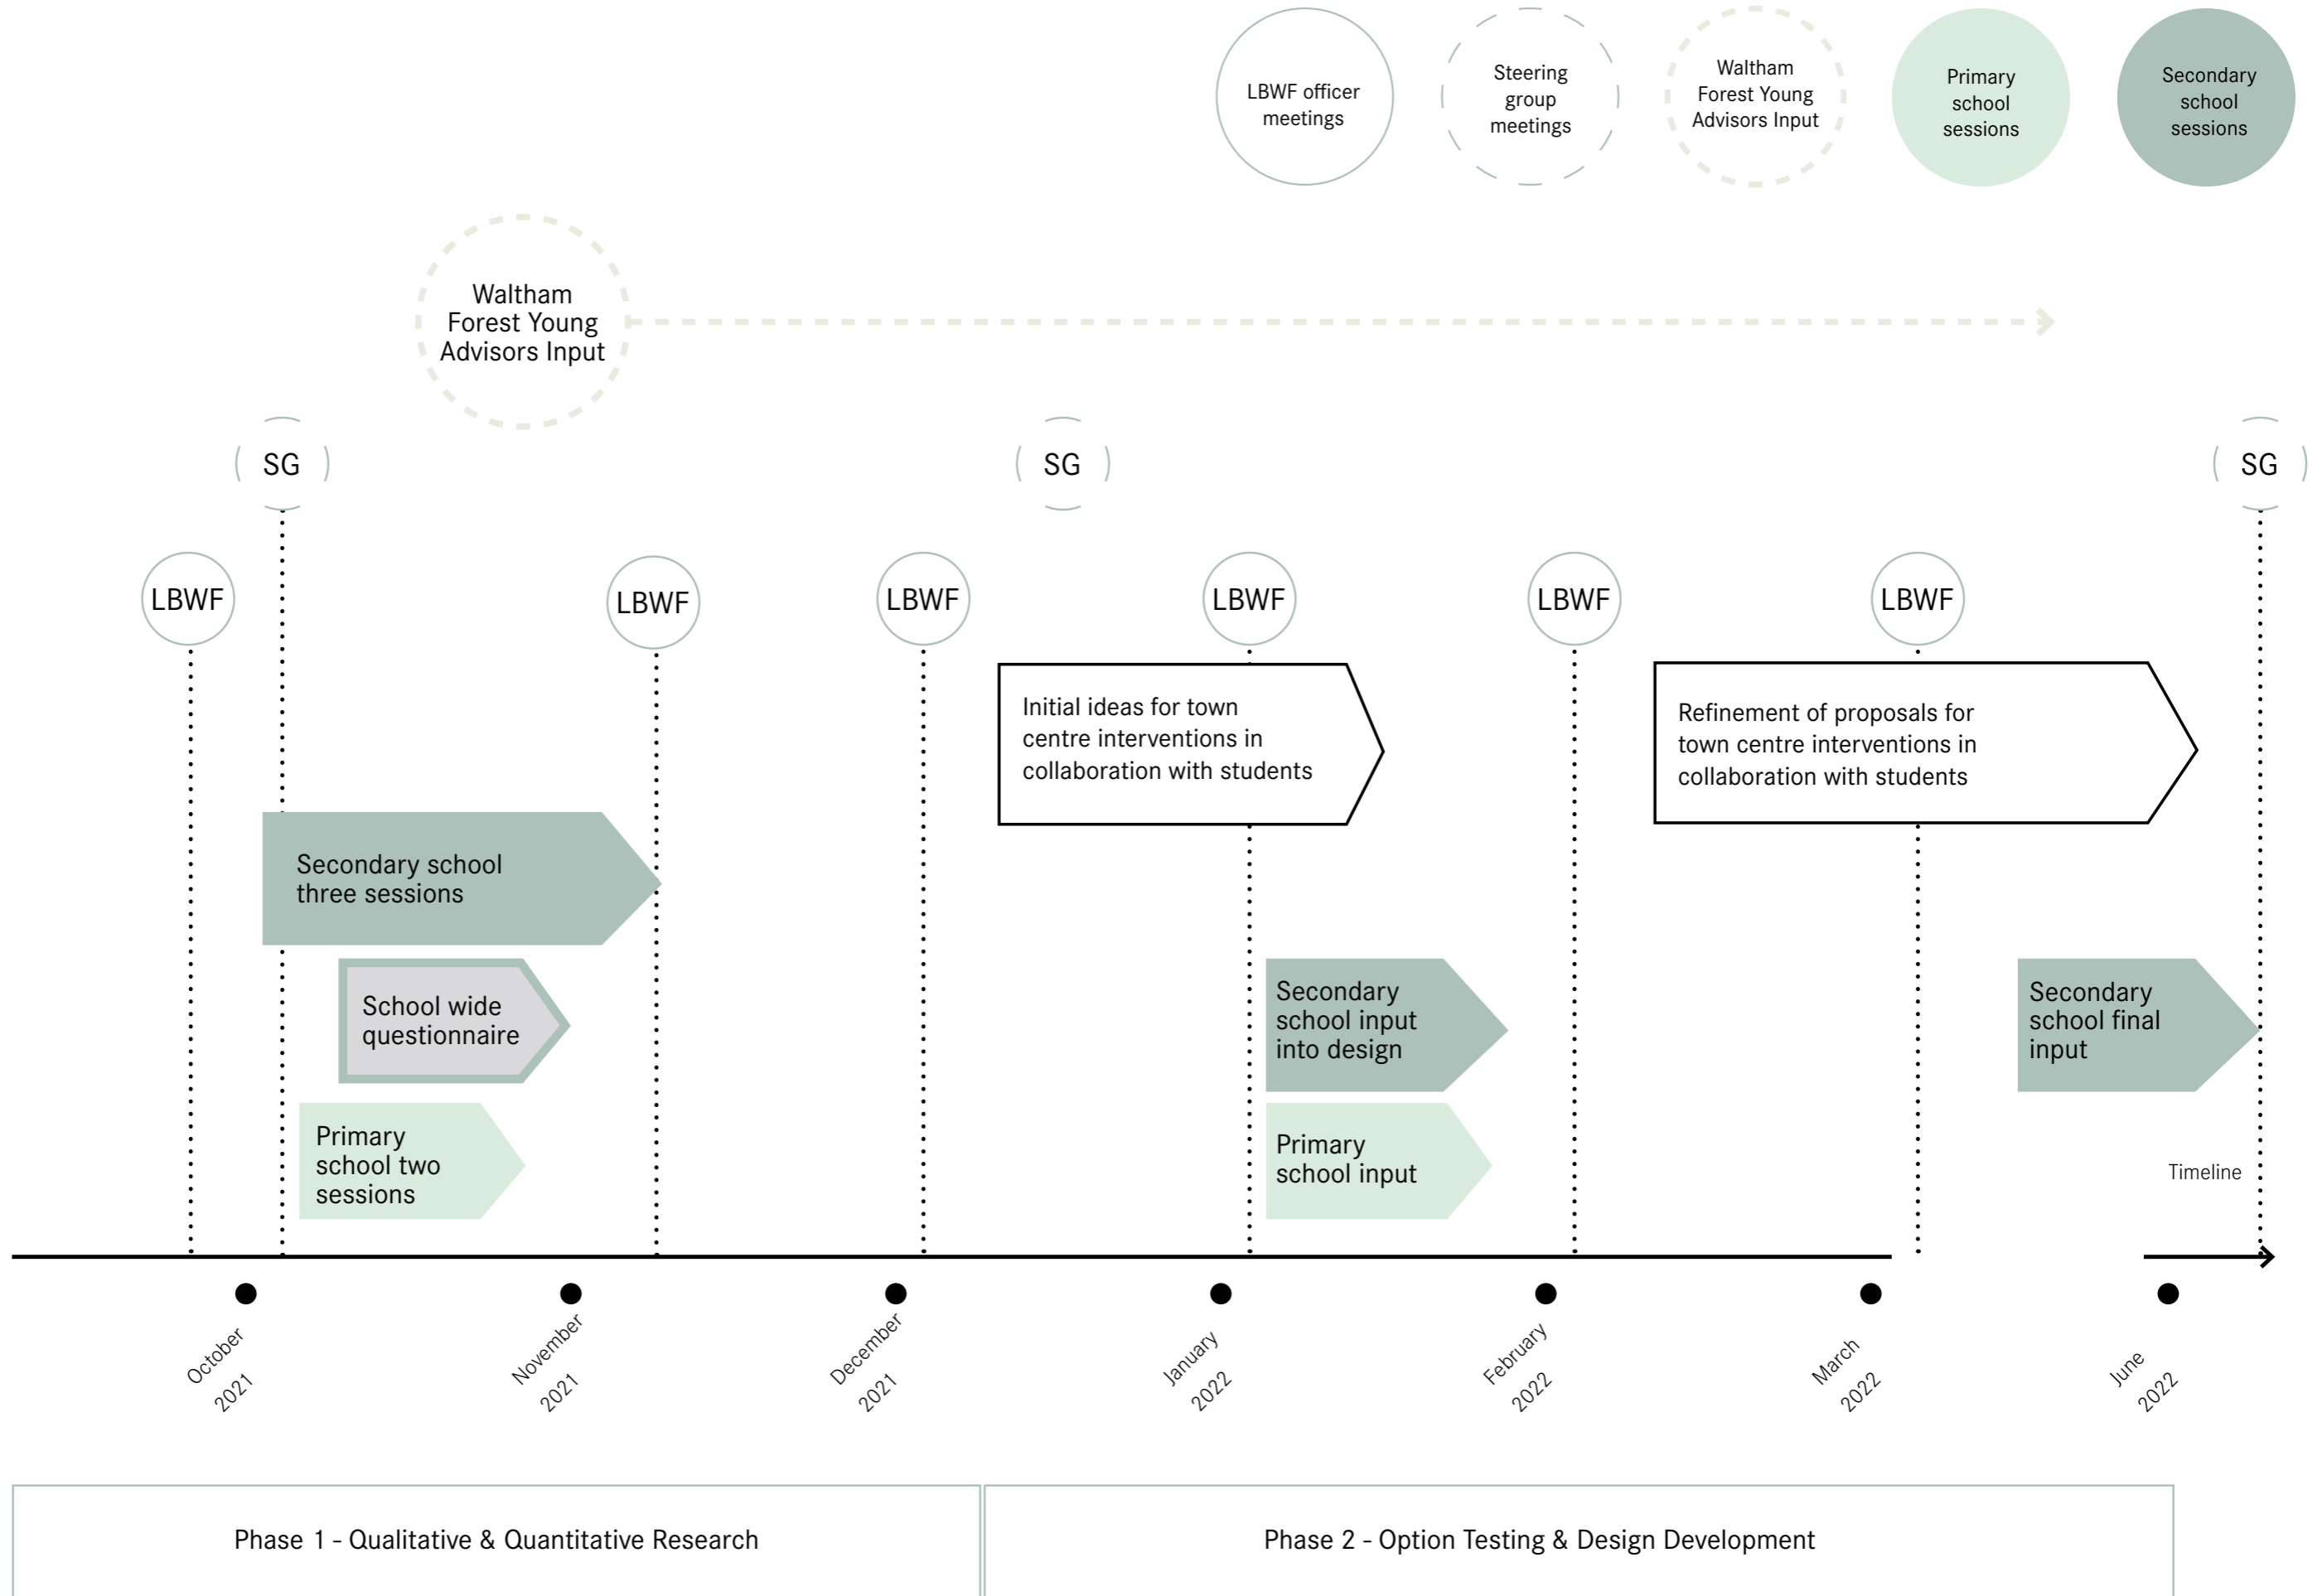 LBWF officer
meetings
Steering
group
meetings
Waltham
Forest Young
Advisors Input
Primary
school
sessions
Secondary
school
sessions
Waltham
Forest Young
Advisors Input
SG
SG
SG
LBWF
LBWF
LBWF
LBWF
LBWF
LBWF
Initial ideas for town
centre interventions in
collaboration with students
Refinement of proposals for
town centre interventions in
collaboration with students
Secondary school
three sessions
School wide
questionnaire
Secondary
school input
into design
Secondary
school final
input
Primary
school two
sessions
Primary
school input
Timeline
October
2021
November
2021
December
2021
January
2022
February
2022
March
2022
June
2022
Phase 1 - Qualitative & Quantitative Research
Phase 2 - Option Testing & Design Development